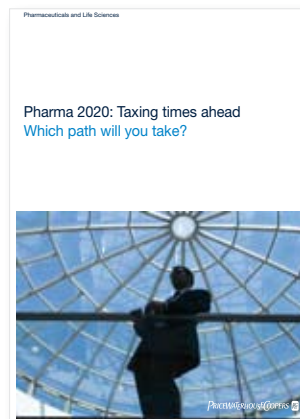 Pharmaceuticals and Life Sciences
Pharma 2020: Taxing times ahead
Which path will you take?
PRICEWATERHOUSECOOPERS